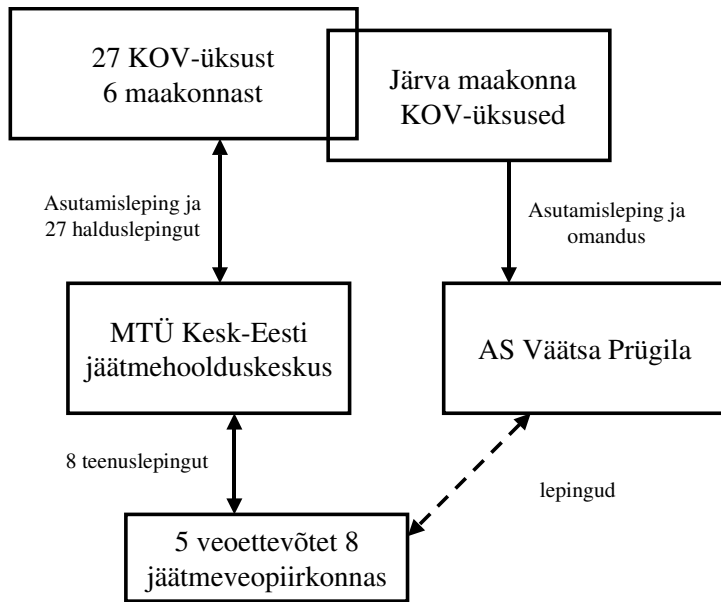 27 KOV-üksust
6 maakonnast
Järva maakonna
KOV-üksused
Asutamisleping ja
27 halduslepingut
Asutamisleping ja
omandus
MTÜ Kesk-Eesti
jäätmehoolduskeskus
AS Väätsa Prügila
8 teenuslepingut
lepingud
5 veoettevõtet 8
jäätmeveopiirkonnas